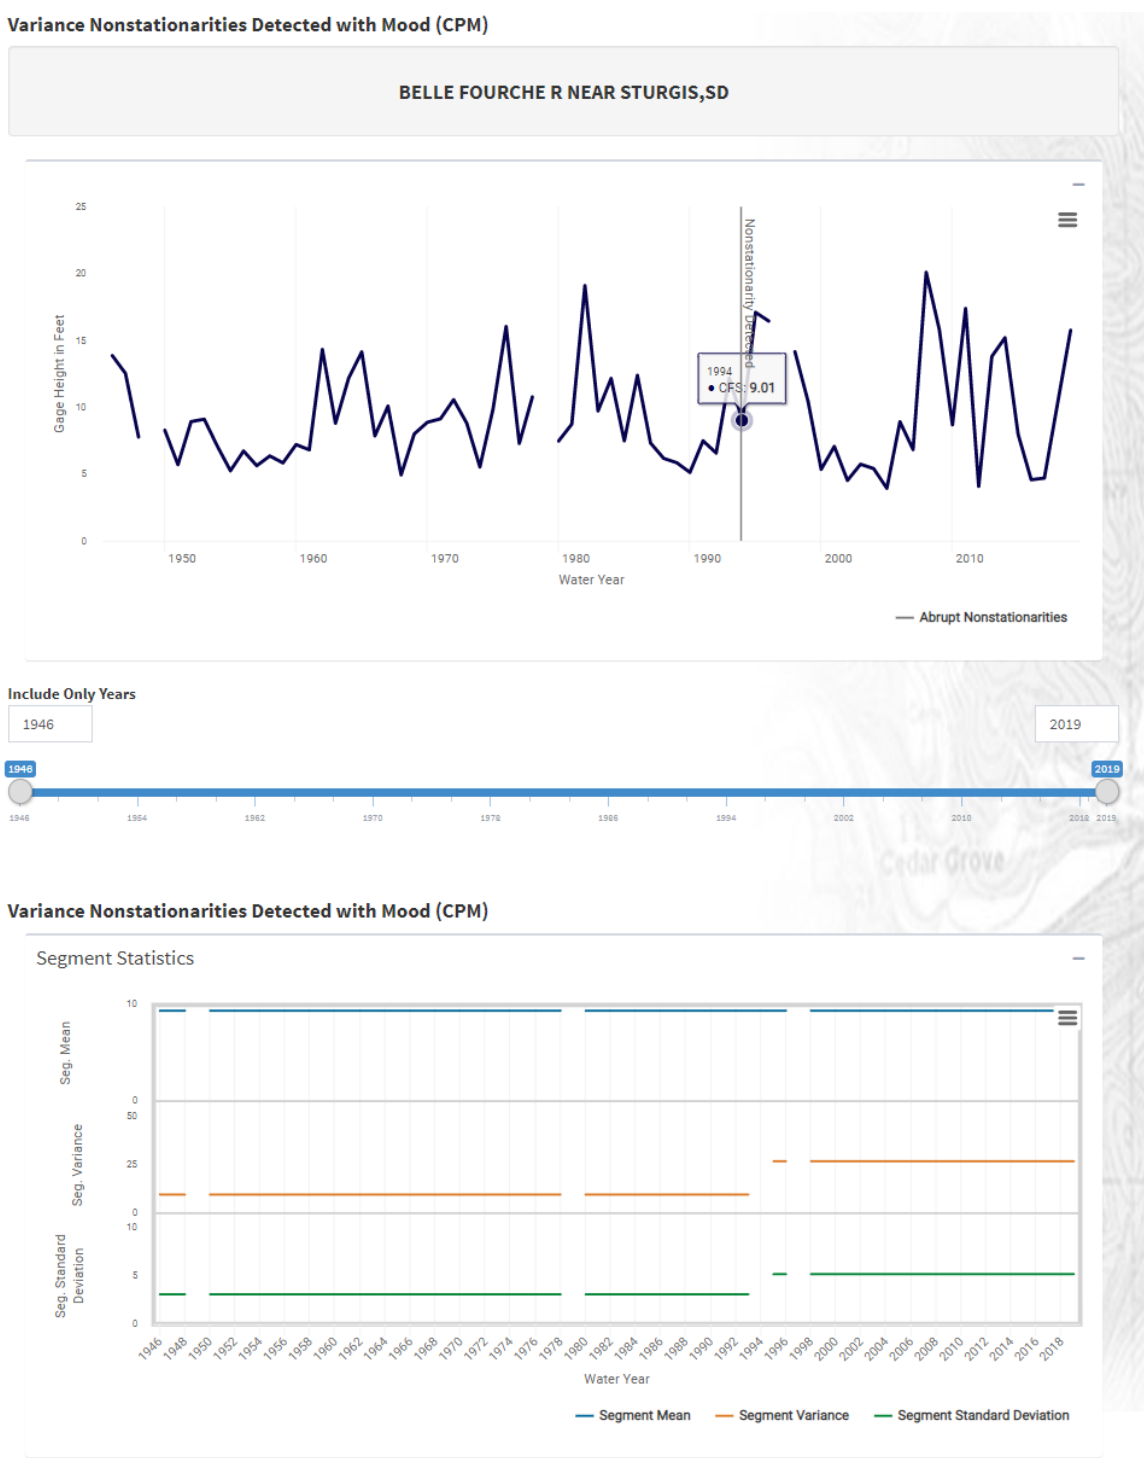 Variance Nonstationarities Detected with Mood (CPM)
BELLE FOURCHE R NEAR STURGIS,SD
25
20
15
10
5
0
Gage Height in Feet
Nonstationarity Detected
1994
● CFS: 9.01
1950 1960 1970 1980 1990 2000 2010
Water Year
Abrupt Nonstationarities
Include Only Years
1946 2019
1946 2019
1946 1954 1962 1970 1978 1986 1994 2002 2010 2018 2019
Cedar Grove
Variance Nonstationarities Detected with Mood (CPM)
Segment Statistics
10
0
Seg. Mean
50
25
0
Seg. Variance
10
5
0
Seg. Standard
Deviation
1946 1948 1950 1952 1954 1956 1958 1960 1962 1964 1966 1968 1970 1972 1974 1976 1978 1980 1982 1984 1986 1988 1990 1992 1994 1996 1998 2000 2002 2004 2006 2008 2010 2012 2014 2016 2018
Water Year
Segment Mean Segment Variance Segment Standard Deviation